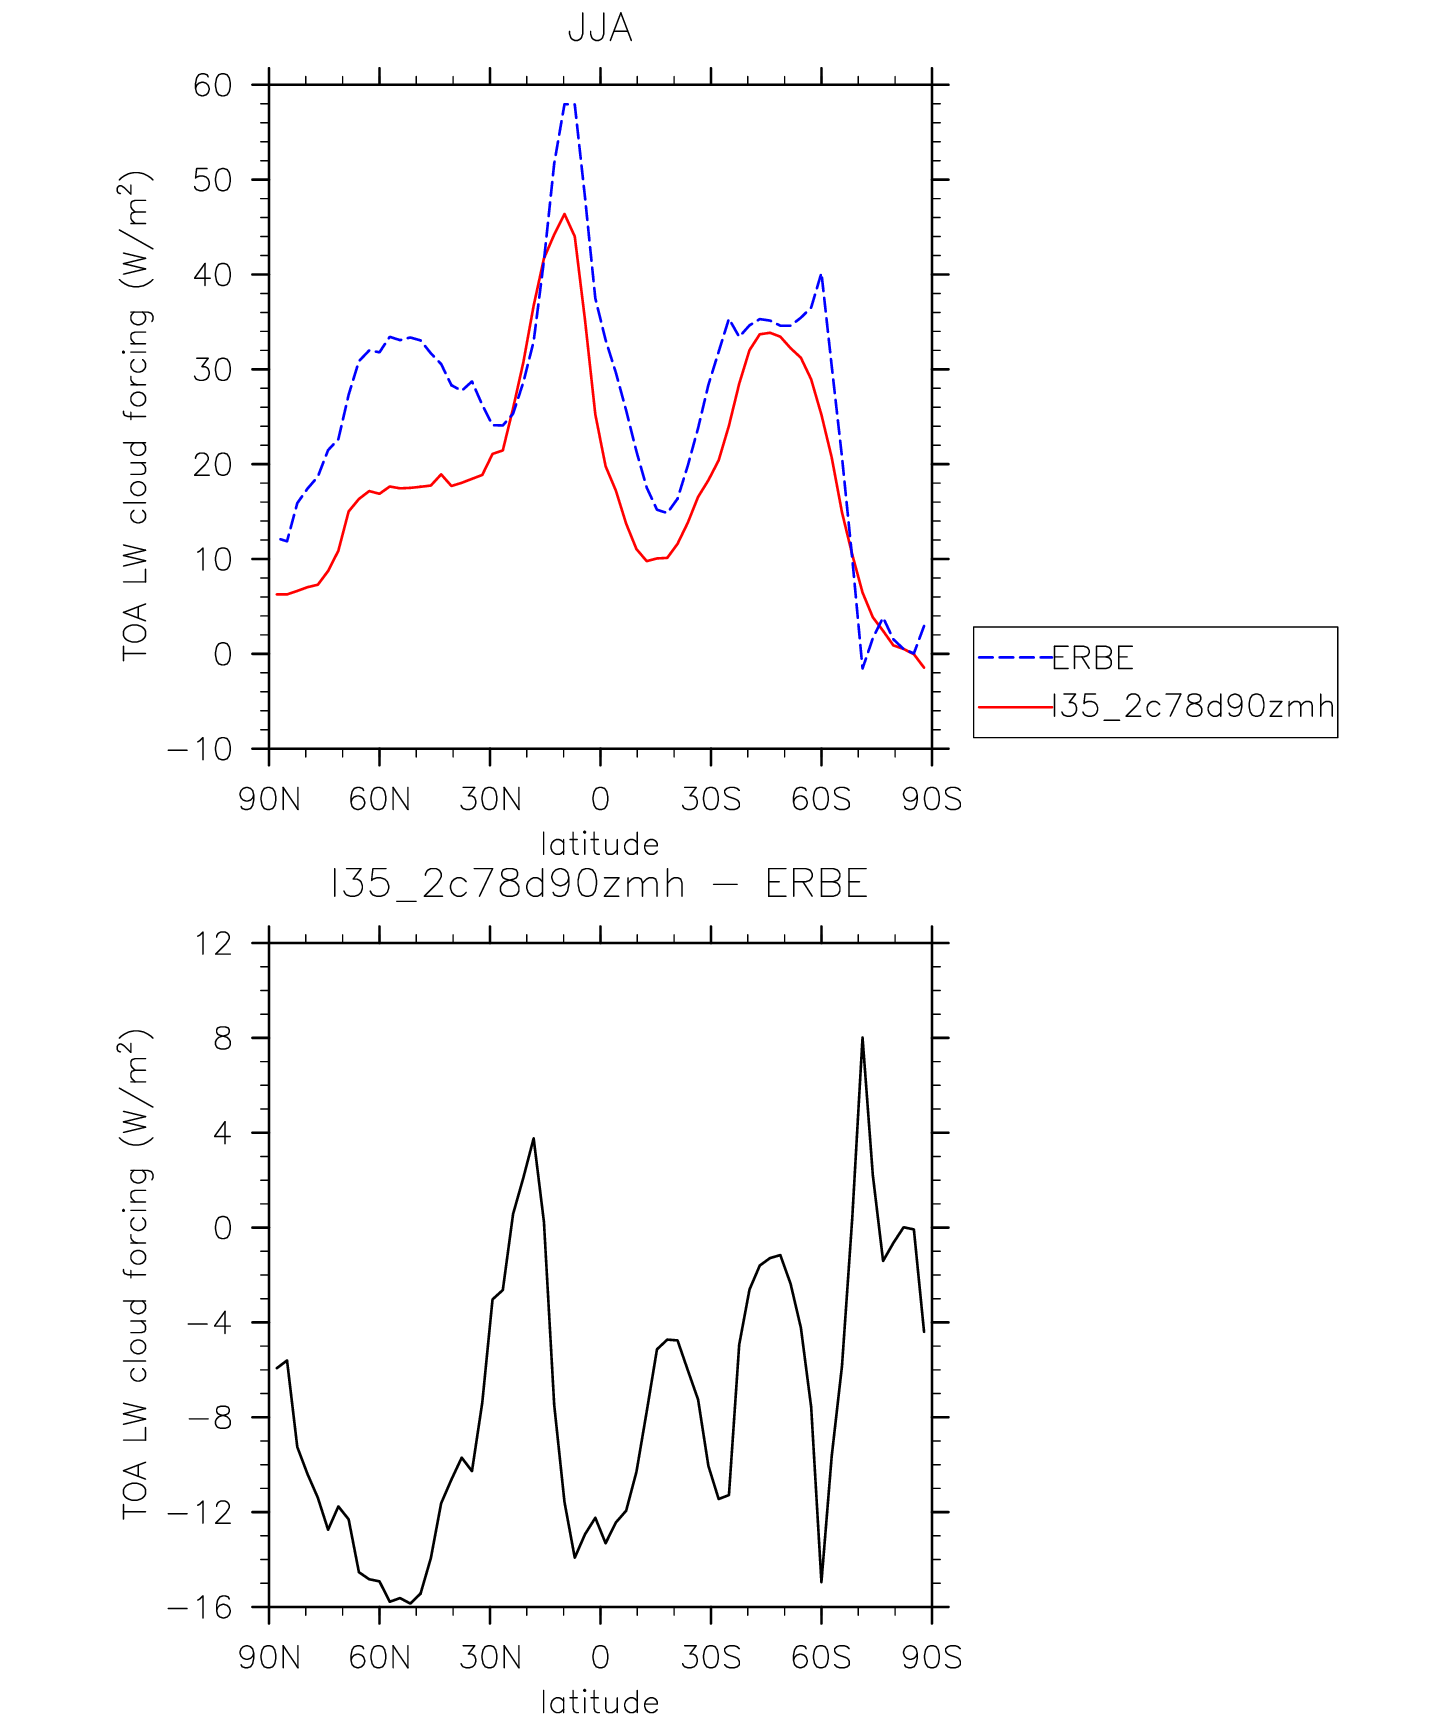 JJA
TOA LW cloud forcing (W/m²)
60
50
40
30
20
10
0
−10
90N 60N 30N 0 30S 60S 90S
latitude
ERBE
I35_2c78d90zmh
I35_2c78d90zmh − ERBE
TOA LW cloud forcing (W/m²)
12
8
4
0
−4
−8
−12
−16
90N 60N 30N 0 30S 60S 90S
latitude